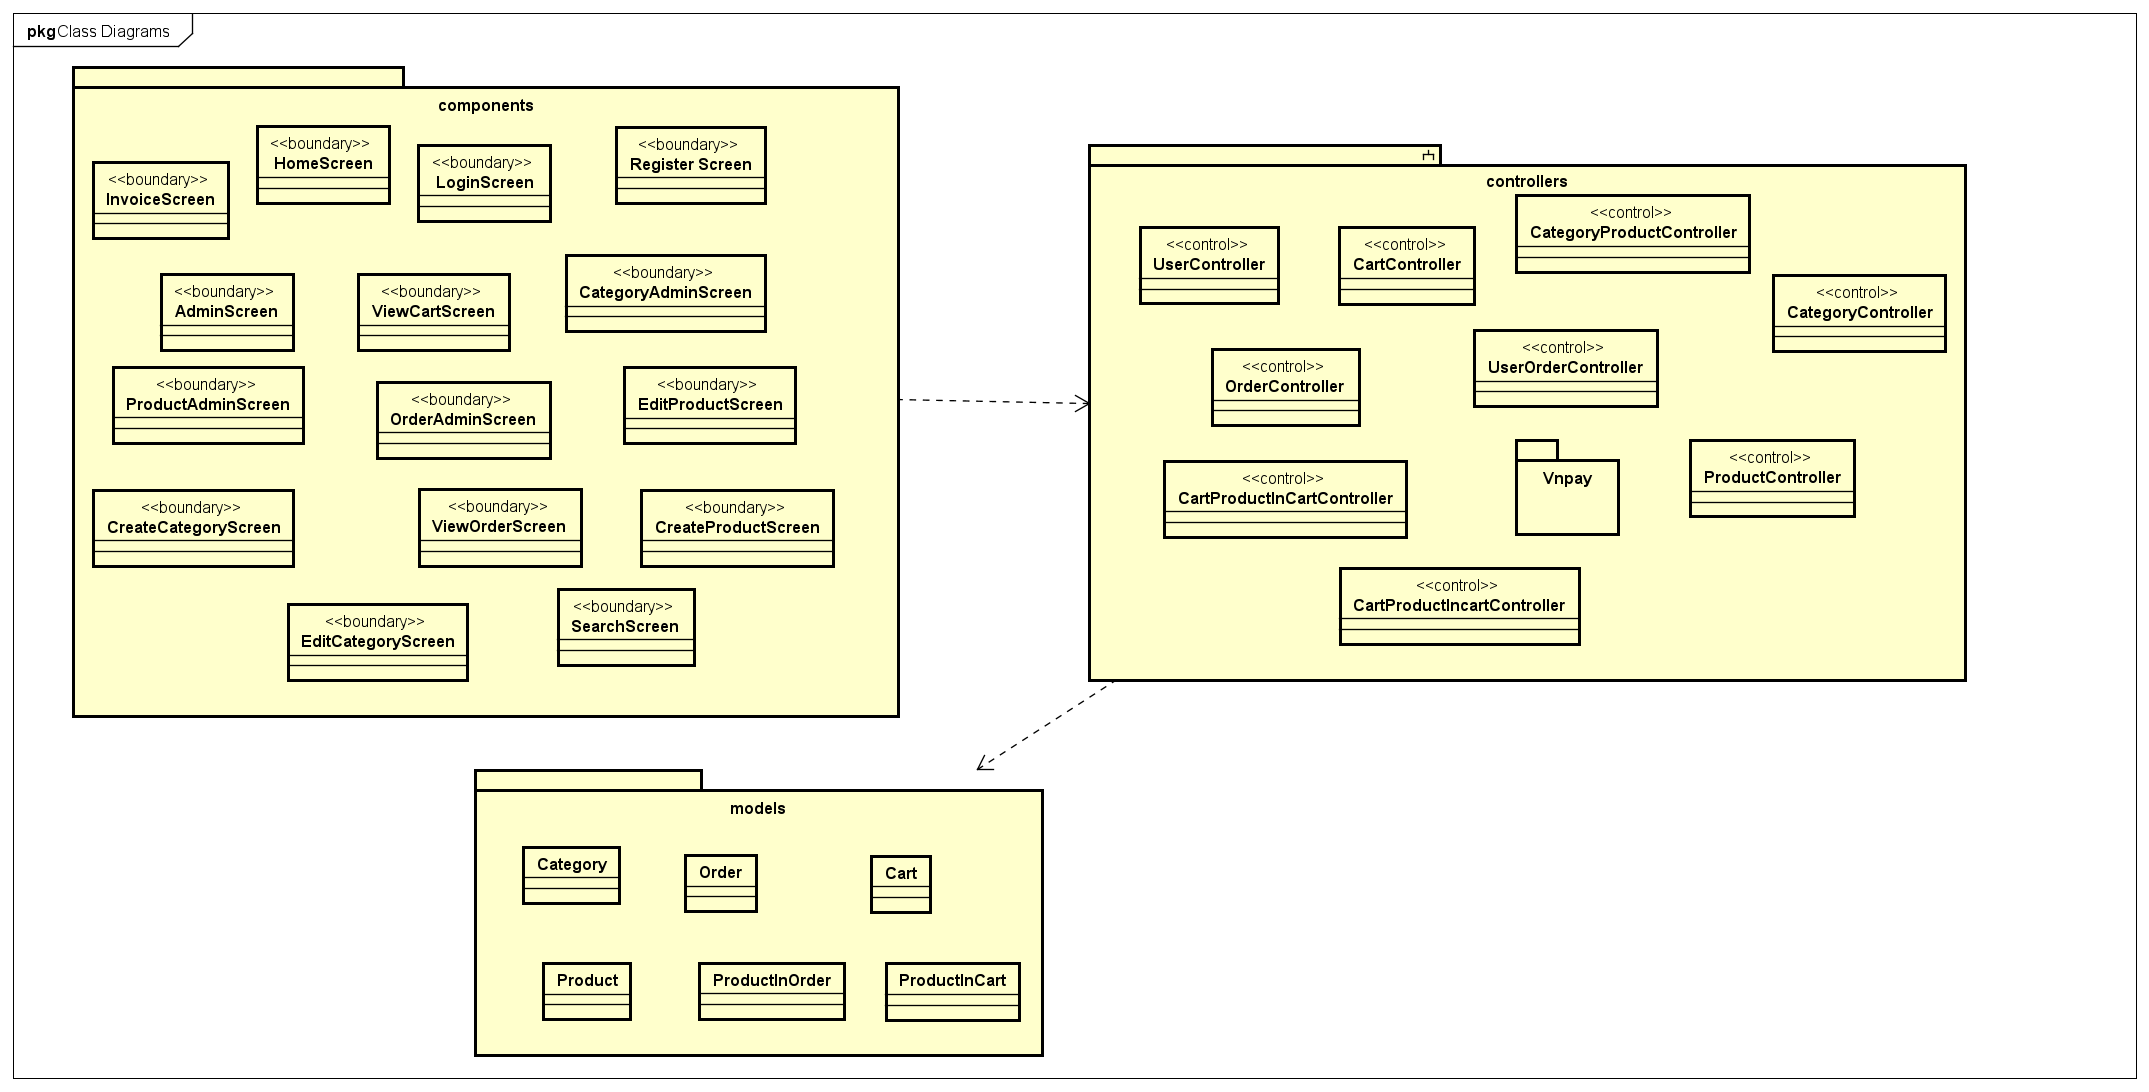 pkg Class Diagrams
components
<<boundary>>
HomeScreen
<<boundary>>
Register Screen
<<boundary>>
LoginScreen
<<boundary>>
InvoiceScreen
<<boundary>>
CategoryAdminScreen
<<boundary>>
AdminScreen
<<boundary>>
ViewCartScreen
<<boundary>>
ProductAdminScreen
<<boundary>>
OrderAdminScreen
<<boundary>>
EditProductScreen
<<boundary>>
CreateCategoryScreen
<<boundary>>
ViewOrderScreen
<<boundary>>
CreateProductScreen
<<boundary>>
EditCategoryScreen
<<boundary>>
SearchScreen
controllers
<<control>>
CategoryProductController
<<control>>
UserController
<<control>>
CartController
<<control>>
CategoryController
<<control>>
UserOrderController
<<control>>
OrderController
<<control>>
CartProductInCartController
Vnpay
<<control>>
ProductController
<<control>>
CartProductIncartController
models
Category
Order
Cart
Product
ProductInOrder
ProductInCart